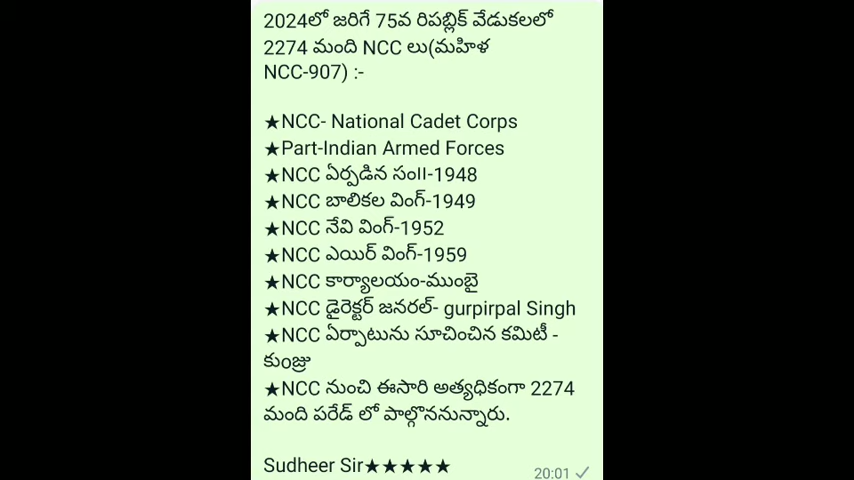 2024లో జరిగే 75వ రిపబ్లిక్ వేడుకలలో
2274 మంది NCC లు(మహిళ
NCC-907) :-
★NCC- National Cadet Corps
★Part-Indian Armed Forces
★NCC ఏర్పడిన సం॥-1948
★NCC బాలికల వింగ్-1949
★NCC నేవి వింగ్-1952
★NCC ఎయిర్ వింగ్-1959
★NCC కార్యాలయం-ముంబై
★NCC డైరెక్టర్ జనరల్- gurpirpal Singh
★NCC ఏర్పాటును సూచించిన కమిటీ -
కుంజ్రు
★NCC నుంచి ఈసారి అత్యధికంగా 2274
మంది పరేడ్ లో పాల్గొననున్నారు.
Sudheer Sir★★★★★
20:01 ✓